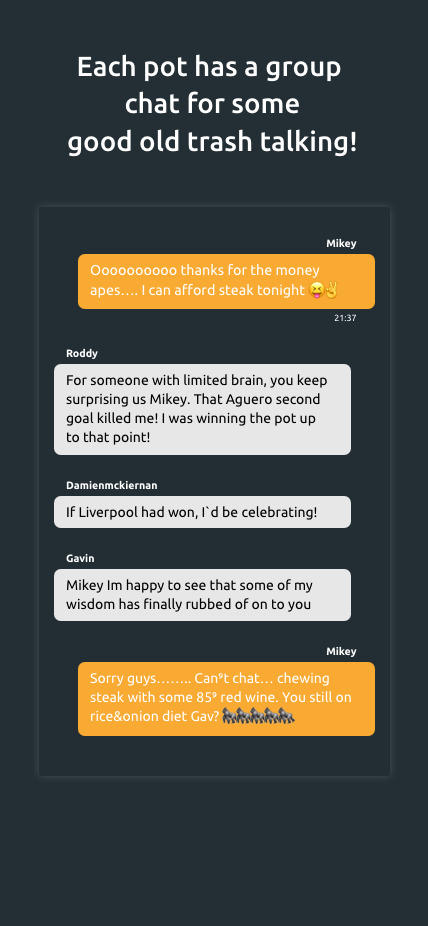 Each pot has a group
chat for some
good old trash talking!
Mikey
Ooooooooo thanks for the money
apes.... I can afford steak tonight 😝✌️
21:37
Roddy
For someone with limited brain, you keep
surprising us Mikey. That Aguero second
goal killed me! I was winning the pot up
to that point!
Damienmckiernan
If Liverpool had won, I`d be celebrating!
Gavin
Mikey Im happy to see that some of my
wisdom has finally rubbed of on to you
Mikey
Sorry guys…….. Can⁹t chat… chewing
steak with some 85⁹ red wine. You still on
rice&onion diet Gav? 🦍🦍🦍🦍🦍